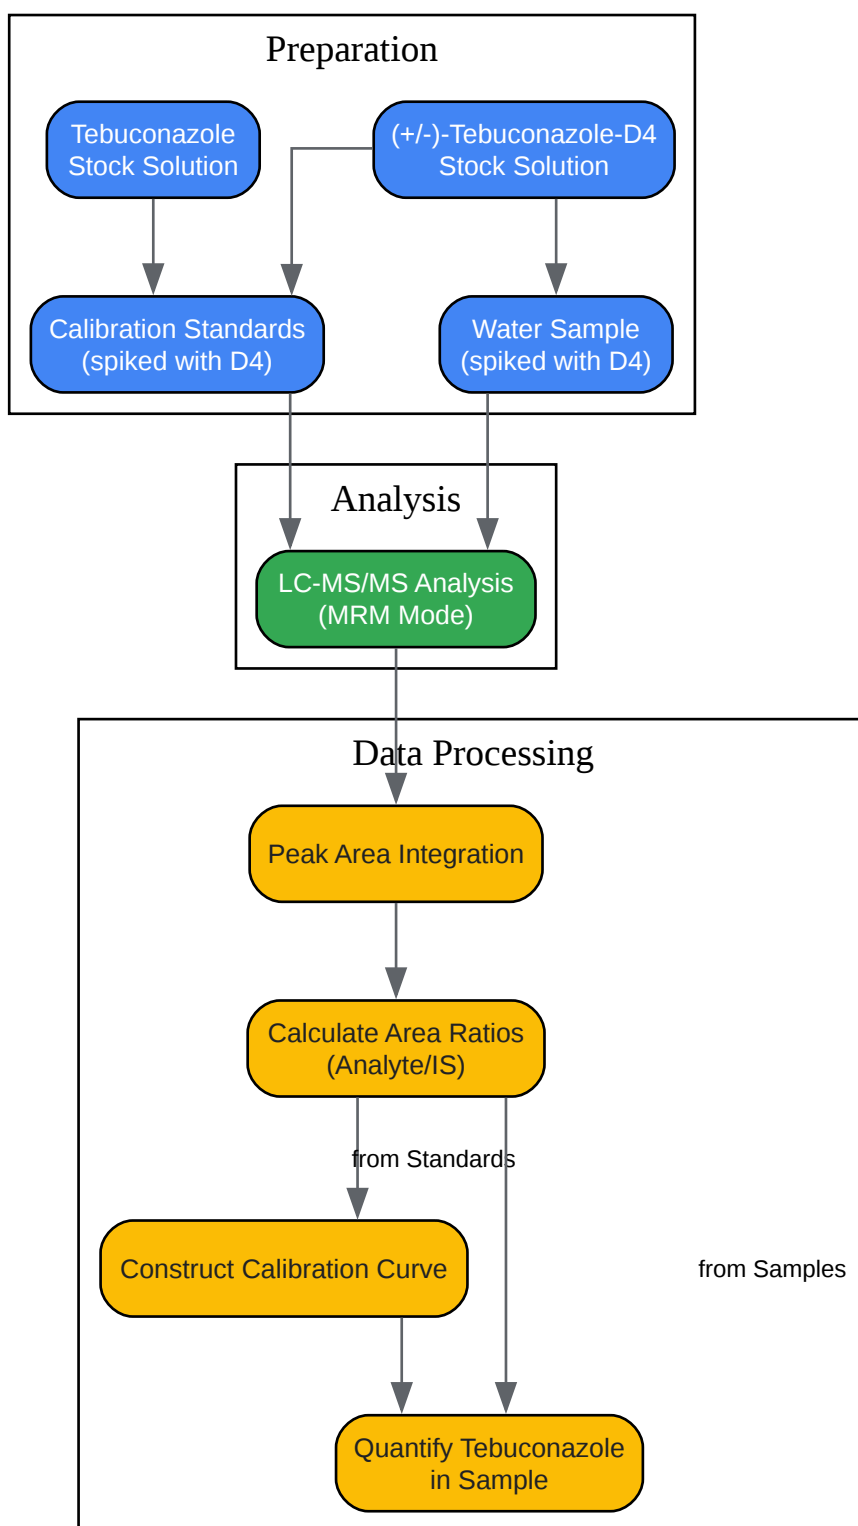 Preparation
Tebuconazole
Stock Solution
(+/-)-Tebuconazole-D4
Stock Solution
Calibration Standards
(spiked with D4)
Water Sample
(spiked with D4)
Analysis
LC-MS/MS Analysis
(MRM Mode)
Data Processing
Peak Area Integration
Calculate Area Ratios
(Analyte/IS)
from Standards
Construct Calibration Curve
from Samples
Quantify Tebuconazole
in Sample